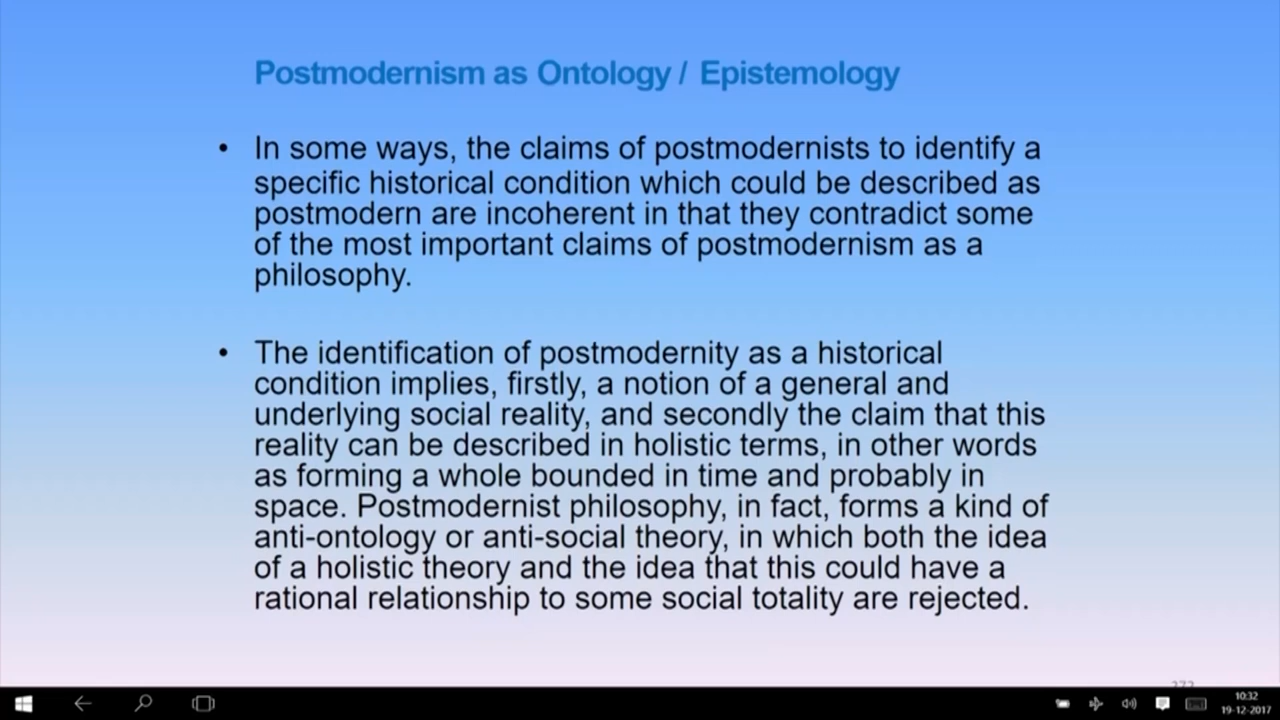 Postmodernism as Ontology / Epistemology
• In some ways, the claims of postmodernists to identify a
specific historical condition which could be described as
postmodern are incoherent in that they contradict some
of the most important claims of postmodernism as a
philosophy.
• The identification of postmodernity as a historical
condition implies, firstly, a notion of a general and
underlying social reality, and secondly the claim that this
reality can be described in holistic terms, in other words
as forming a whole bounded in time and probably in
space. Postmodernist philosophy, in fact, forms a kind of
anti-ontology or anti-social theory, in which both the idea
of a holistic theory and the idea that this could have a
rational relationship to some social totality are rejected.
10:32
19-12-2017